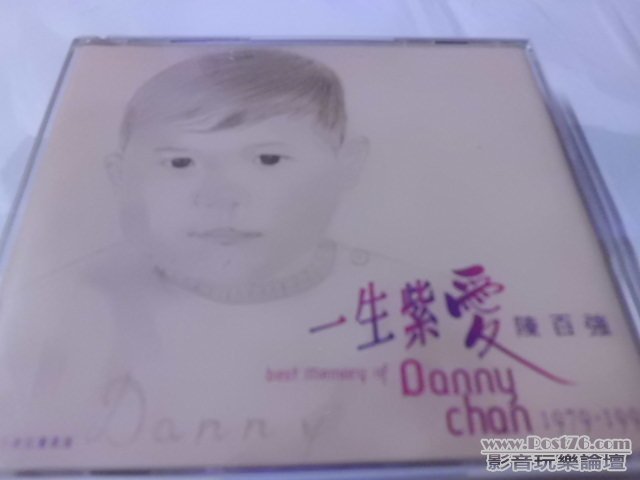 一生紫愛 陳百強
best memory of Danny
chan 1979-199
Danny
www.Post76.com
影音玩樂論壇